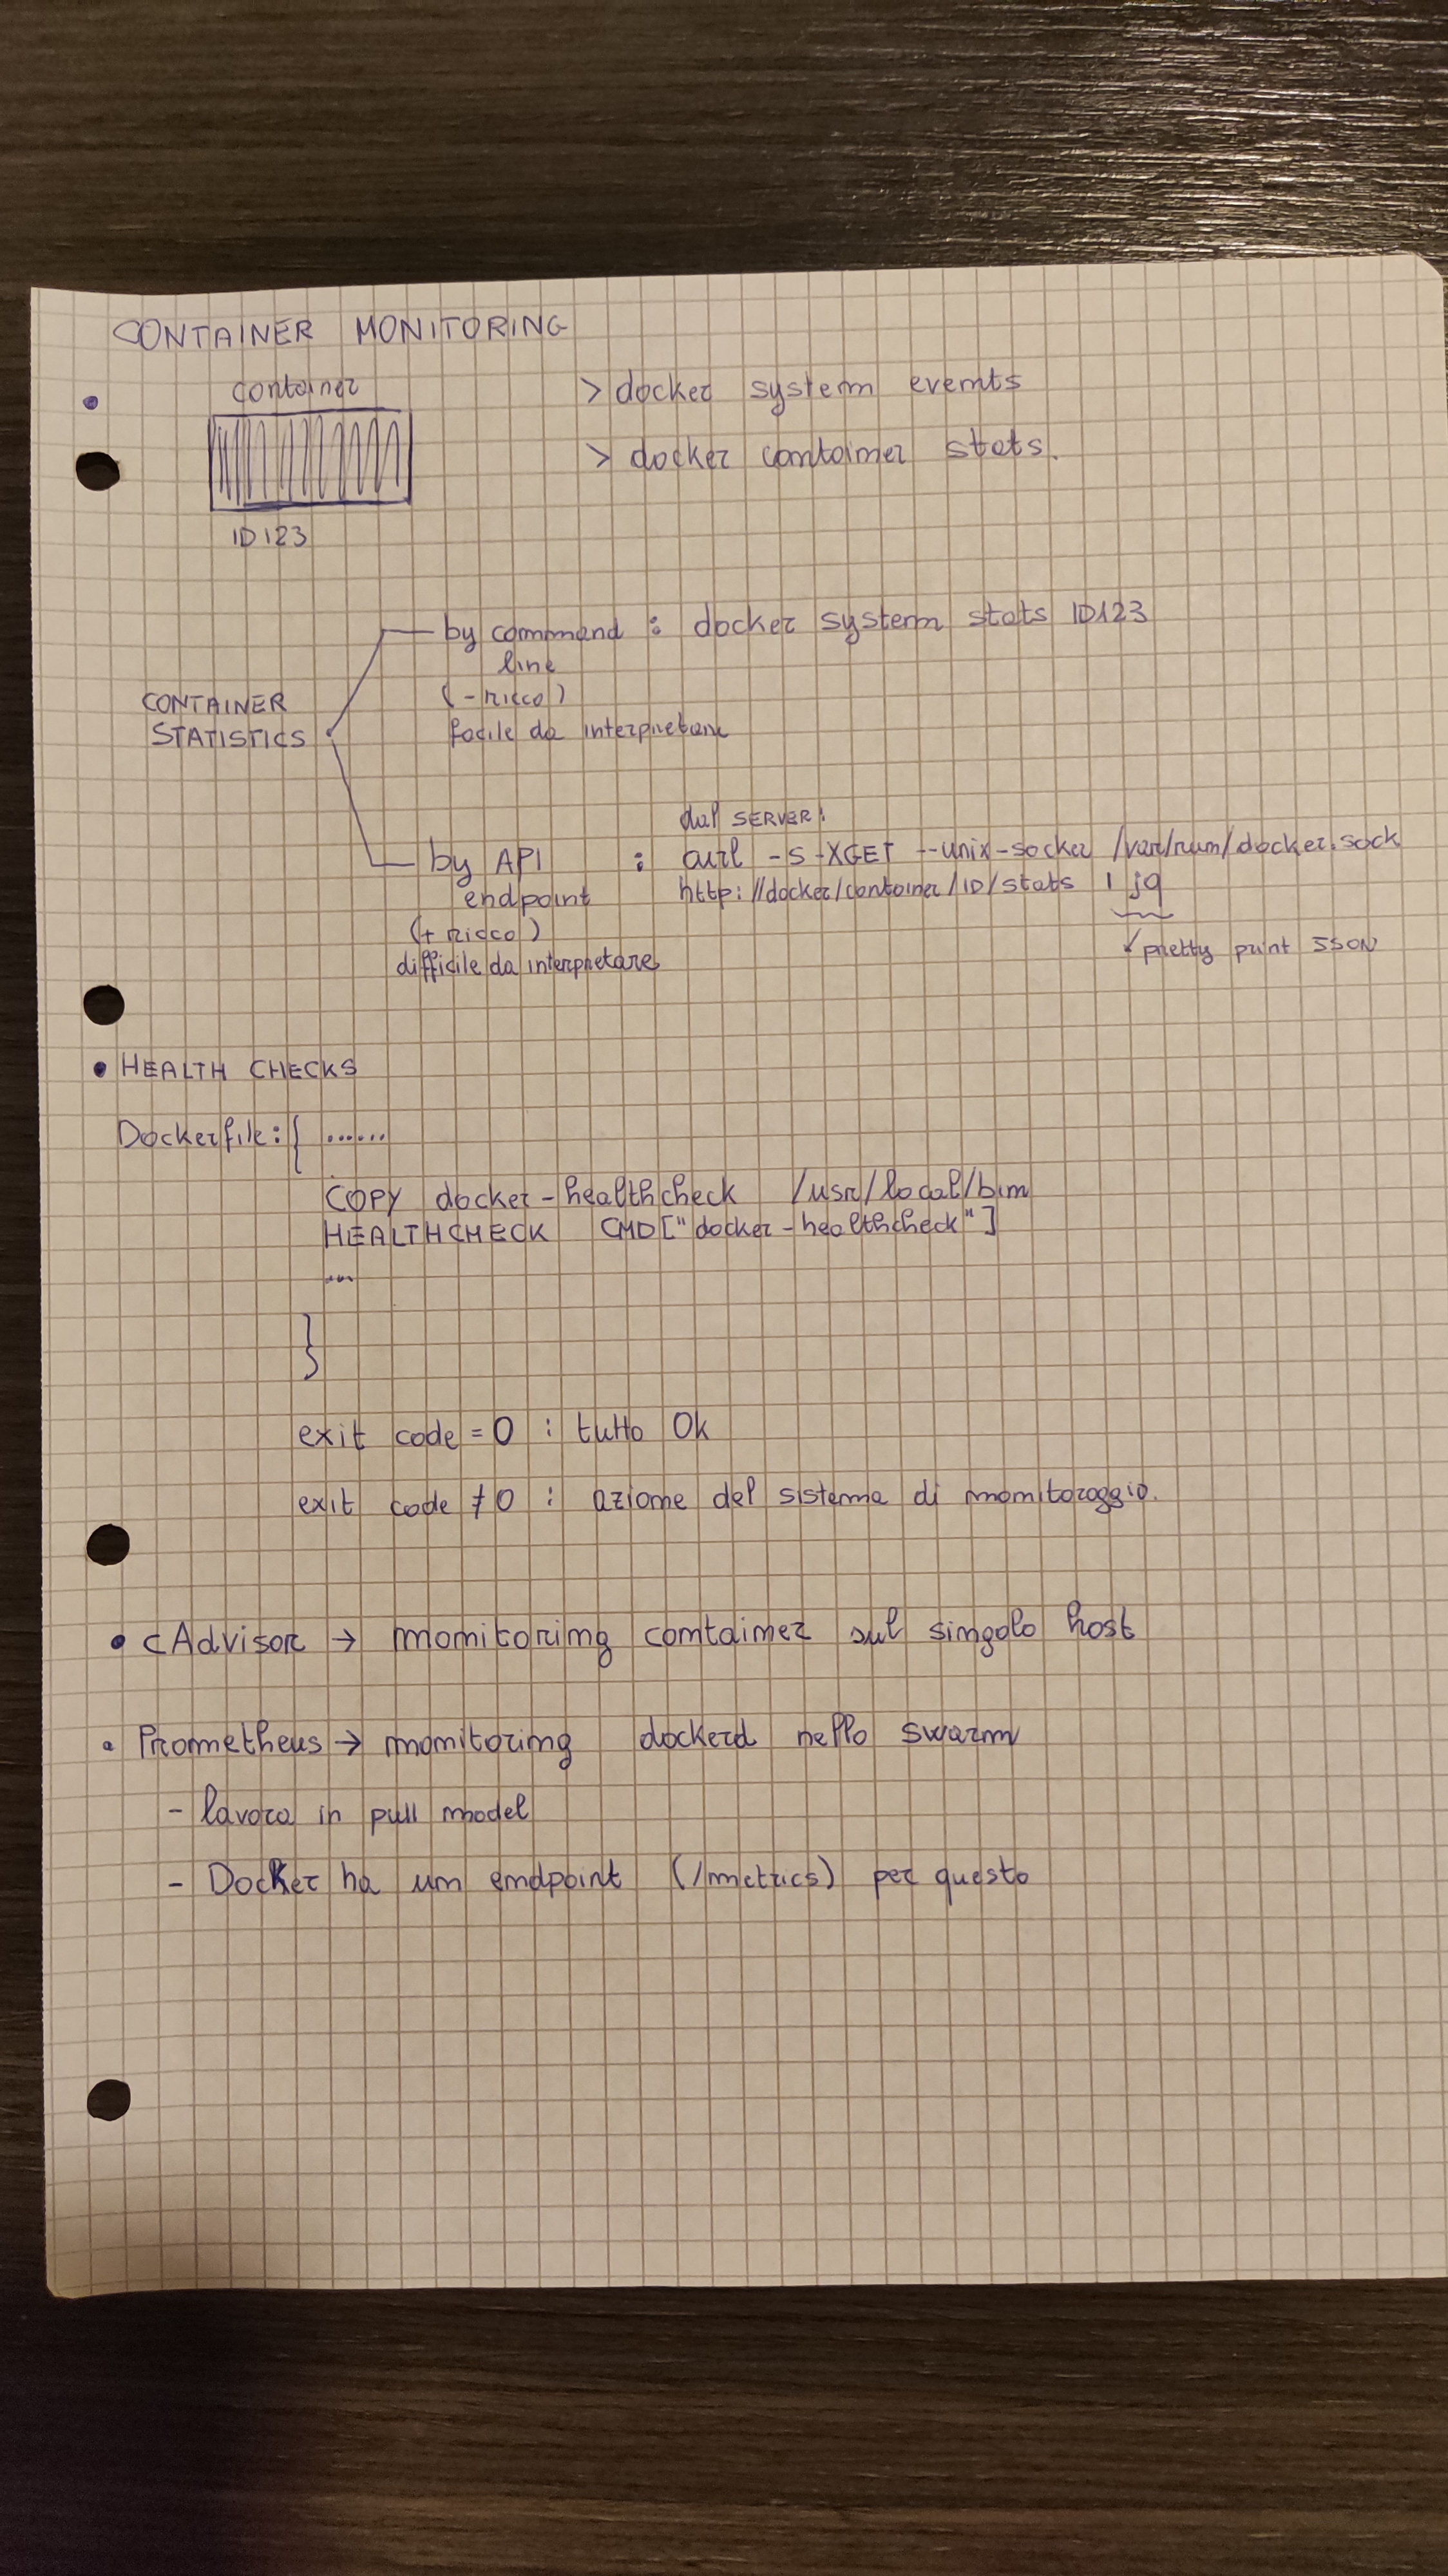 CONTAINER MONITORING
container
> docker system events
> docker container stats.
ID123
by command : docker system stats ID123
line
(- ricco)
facile da interpretare
CONTAINER
STATISTICS
dal SERVER:
by API : curl -s -XGET --unix-socket /var/run/docker.sock
endpoint http://docker/container/ID/stats | jq
(+ ricco)
pretty print JSON
difficile da interpretare
• HEALTH CHECKS
Dockerfile: { ......
COPY docker-healthcheck /usr/local/bin
HEALTHCHECK CMD ["docker-healthcheck"]
...
}
exit code = 0 : tutto Ok
exit code ≠ 0 : azione del sistema di monitoraggio.
• cAdvisor → monitoring container sul singolo host
• Prometheus → monitoring dockerd nello swarm
- lavora in pull model
- Docker ha un endpoint (/metrics) per questo